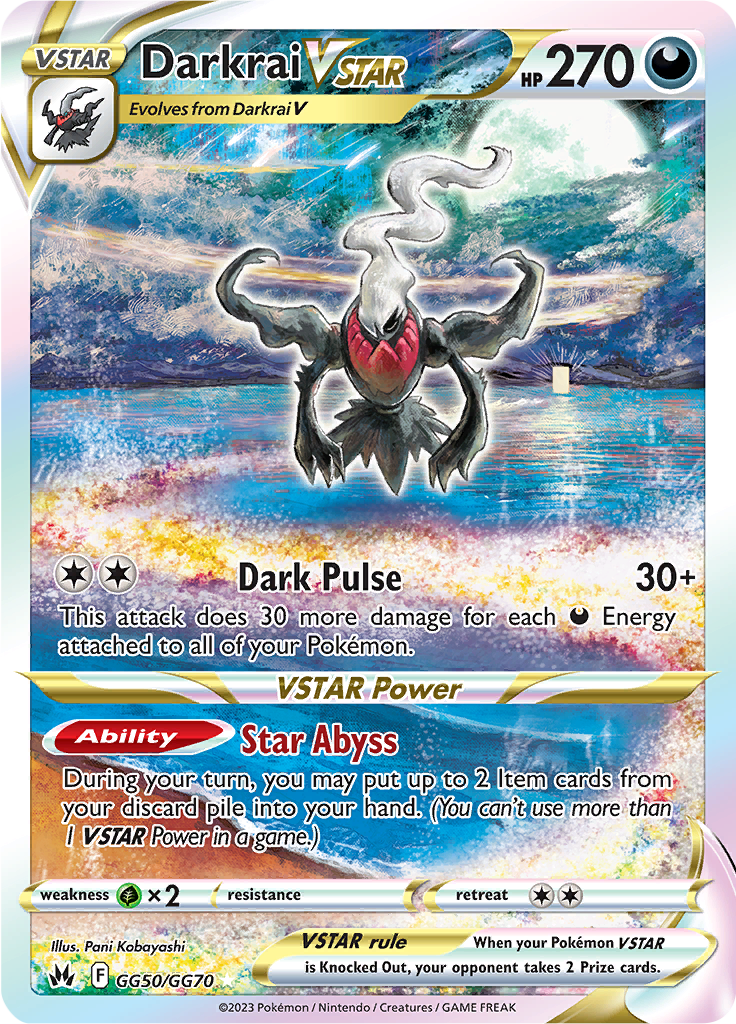 VSTAR
Darkrai VSTAR
HP 270
Evolves from Darkrai V
Dark Pulse 30+
This attack does 30 more damage for each Energy
attached to all of your Pokémon.
VSTAR Power
Ability Star Abyss
During your turn, you may put up to 2 Item cards from
your discard pile into your hand. (You can't use more than
1 VSTAR Power in a game.)
weakness ×2 resistance retreat
Illus. Pani Kobayashi
VSTAR rule When your Pokémon VSTAR
is Knocked Out, your opponent takes 2 Prize cards.
F GG50/GG70
©2023 Pokémon / Nintendo / Creatures / GAME FREAK